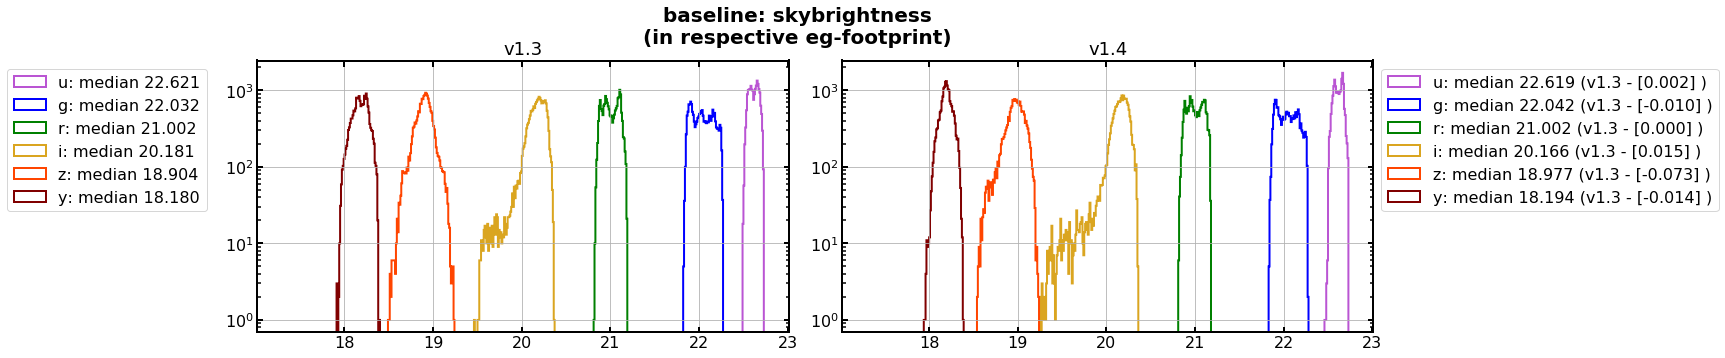 baseline: skybrightness
(in respective eg-footprint)
v1.3
v1.4
u: median 22.621
g: median 22.032
r: median 21.002
i: median 20.181
z: median 18.904
y: median 18.180
10³
10²
10¹
10⁰
18 19 20 21 22 23
10³
10²
10¹
10⁰
18 19 20 21 22 23
u: median 22.619 (v1.3 - [0.002] )
g: median 22.042 (v1.3 - [-0.010] )
r: median 21.002 (v1.3 - [0.000] )
i: median 20.166 (v1.3 - [0.015] )
z: median 18.977 (v1.3 - [-0.073] )
y: median 18.194 (v1.3 - [-0.014] )